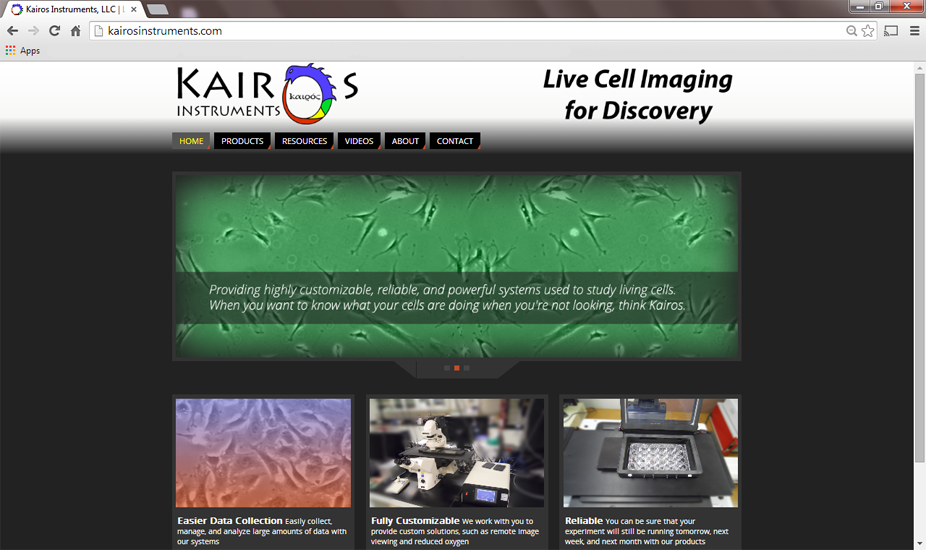 Kairos Instruments, LLC | L
kairosinstruments.com
Apps
KAIROS
καιρός
INSTRUMENTS
Live Cell Imaging
for Discovery
HOME PRODUCTS RESOURCES VIDEOS ABOUT CONTACT
Providing highly customizable, reliable, and powerful systems used to study living cells.
When you want to know what your cells are doing when you're not looking, think Kairos.
Easier Data Collection Easily collect,
manage, and analyze large amounts of data with
our systems
Fully Customizable We work with you to
provide custom solutions, such as remote image
viewing and reduced oxygen
Reliable You can be sure that your
experiment will still be running tomorrow, next
week, and next month with our products